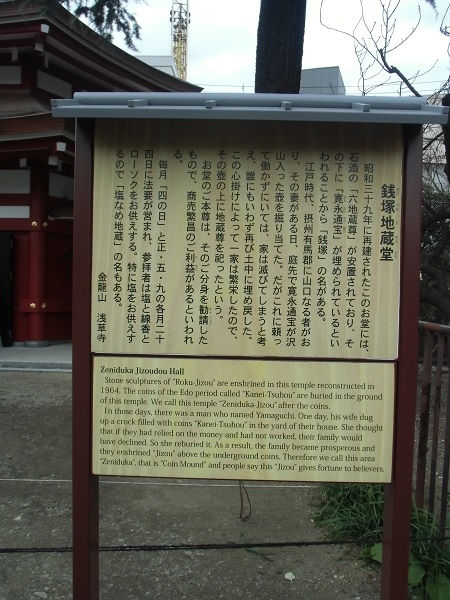 銭塚地蔵堂
昭和三十九年に再建されたこのお堂には、
石造の「六地蔵尊」が安置されており、そ
の下に「寛永通宝」が埋められているとい
われることから「銭塚」の名がある。
江戸時代、摂州有馬郡に山口なる者がお
り、その妻がある日、庭先で寛永通宝が沢
山入った壺を掘り当てた。だがこれに頼っ
て働かずにいては、家は滅びてしまうと考
え、誰にもいわず再び土中に埋め戻した。
この心掛けによって一家は繁栄したので、
その壺の上に地蔵尊を祀ったという。
お堂のご本尊は、そのご分身を勧請した
もので、商売繁昌のご利益があるといわれ
る。
毎月「四の日」と正・五・九の各月二十
四日に法要が営まれ、参拝者は塩と線香と
ローソクをお供えする。特に塩をお供えす
るので「塩なめ地蔵」の名もある。
金龍山 浅草寺
Zeniduka Jizoudou Hall
Stone sculptures of "Roku-Jizou" are enshrined in this temple reconstructed in
1964. The coins of the Edo period called "Kanei-Tsuhou" are buried in the ground
of this temple. We call this temple "Zeniduka-Jizou" after the coins.
In those days, there was a man who named Yamaguchi. One day, his wife dug
up a crock filled with coins "Kanei-Tsuhou" in the yard of their house. She thought
that if they had relied on the money and had not worked, their family would
have declined. So she reburied it. As a result, the family became prosperous and
they enshrined "Jizou" above the underground coins. Therefore we call this area
"Zeniduka", that is "Coin Mound" and people say this "Jizou" gives fortune to believers.